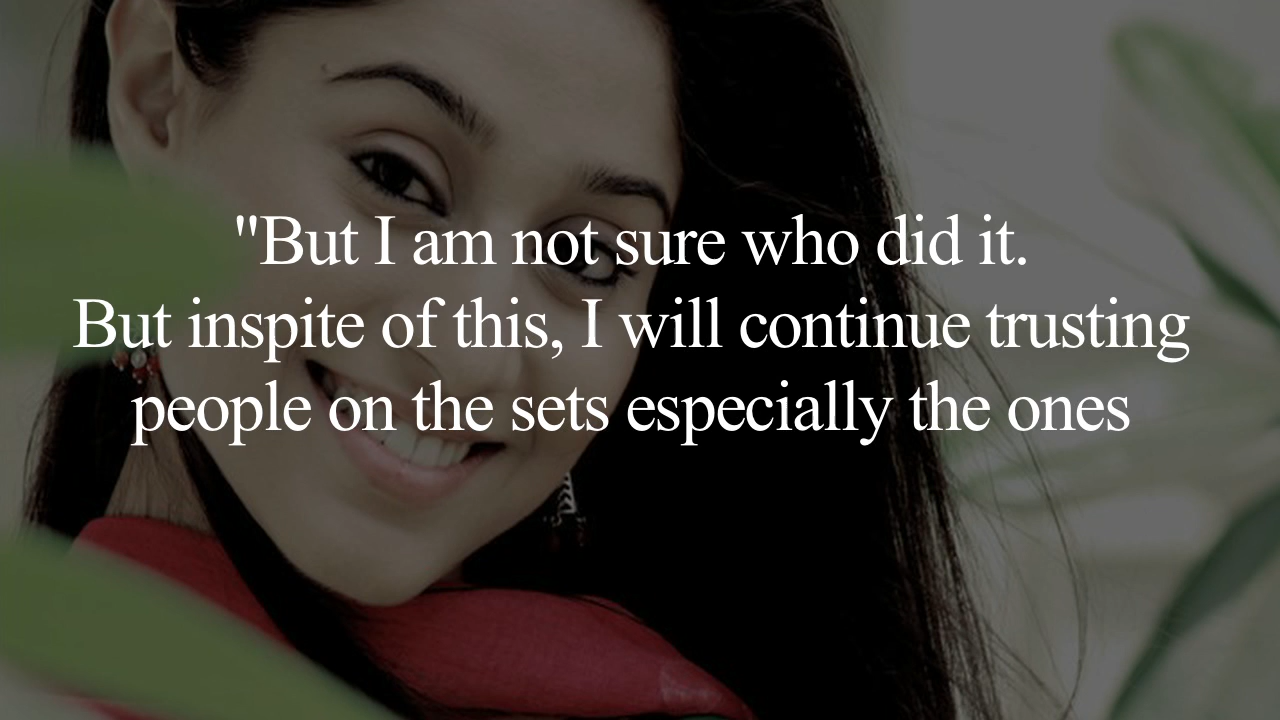 "But I am not sure who did it.
But inspite of this, I will continue trusting
people on the sets especially the ones